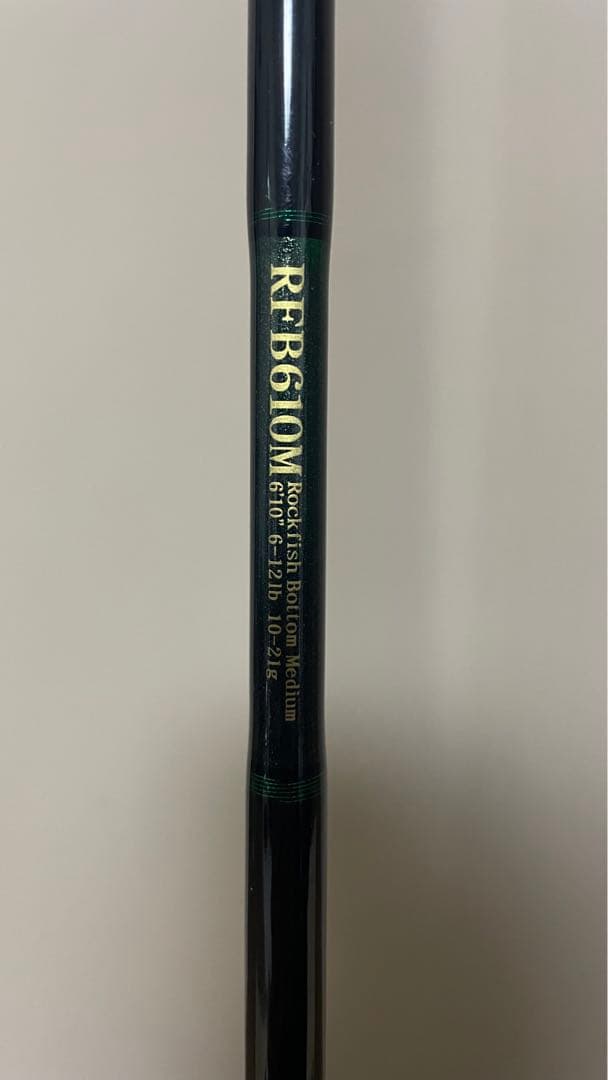 RFB610M
Rockfish Bottom Medium
6'10" 6-12lb 10-21g